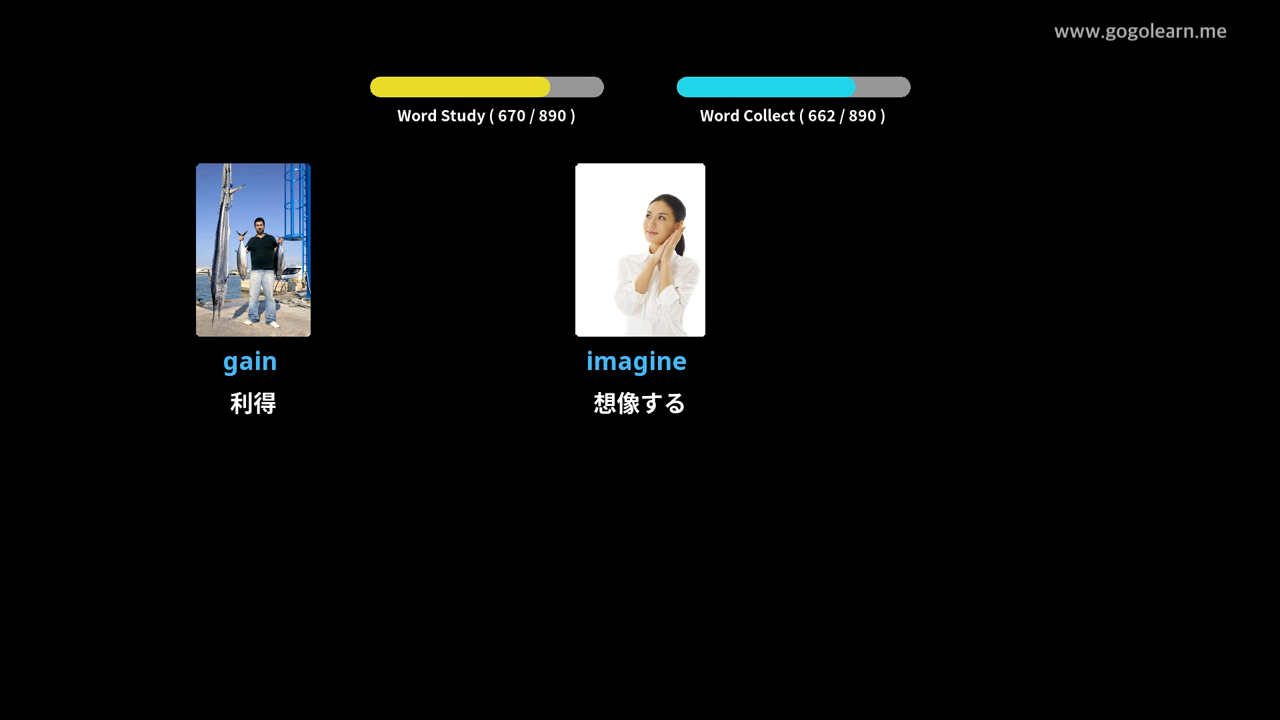 www.gogolearn.me
Word Study ( 670 / 890 )
Word Collect ( 662 / 890 )
gain
利得
imagine
想像する